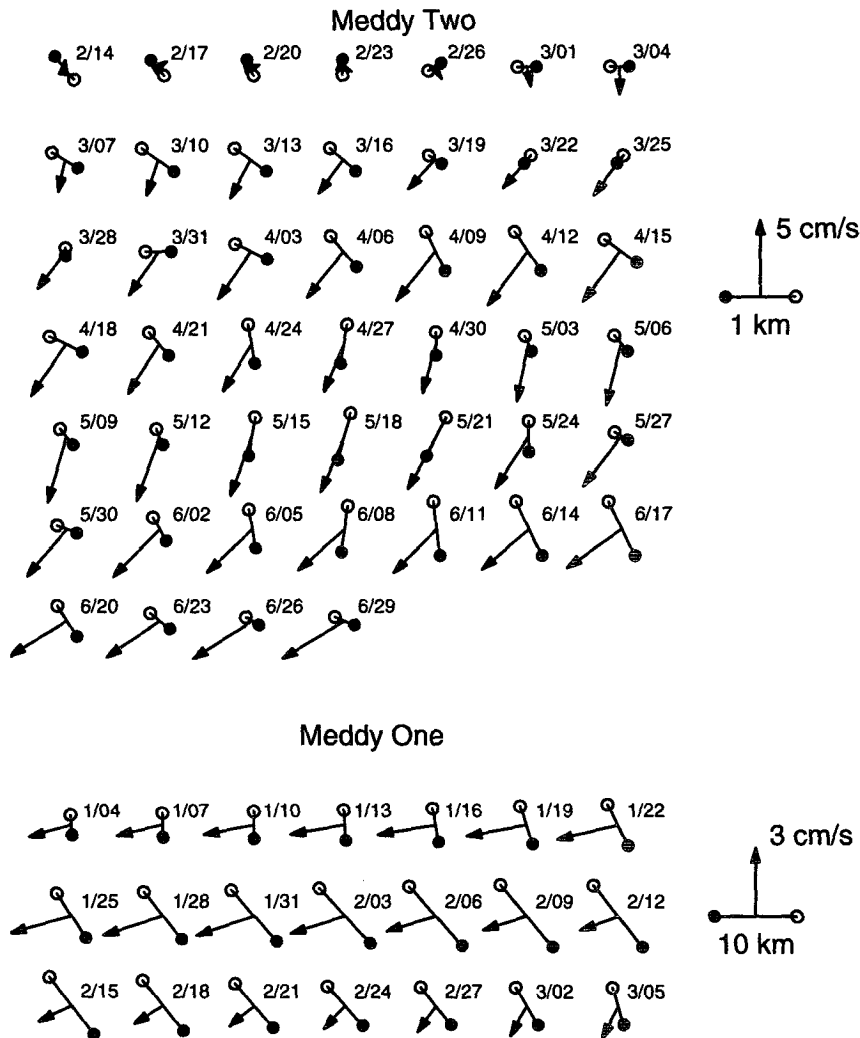 Meddy Two
2/14 2/17 2/20 2/23 2/26 3/01 3/04
3/07 3/10 3/13 3/16 3/19 3/22 3/25
3/28 3/31 4/03 4/06 4/09 4/12 4/15
5 cm/s
1 km
4/18 4/21 4/24 4/27 4/30 5/03 5/06
5/09 5/12 5/15 5/18 5/21 5/24 5/27
5/30 6/02 6/05 6/08 6/11 6/14 6/17
6/20 6/23 6/26 6/29
Meddy One
1/04 1/07 1/10 1/13 1/16 1/19 1/22
3 cm/s
10 km
1/25 1/28 1/31 2/03 2/06 2/09 2/12
2/15 2/18 2/21 2/24 2/27 3/02 3/05